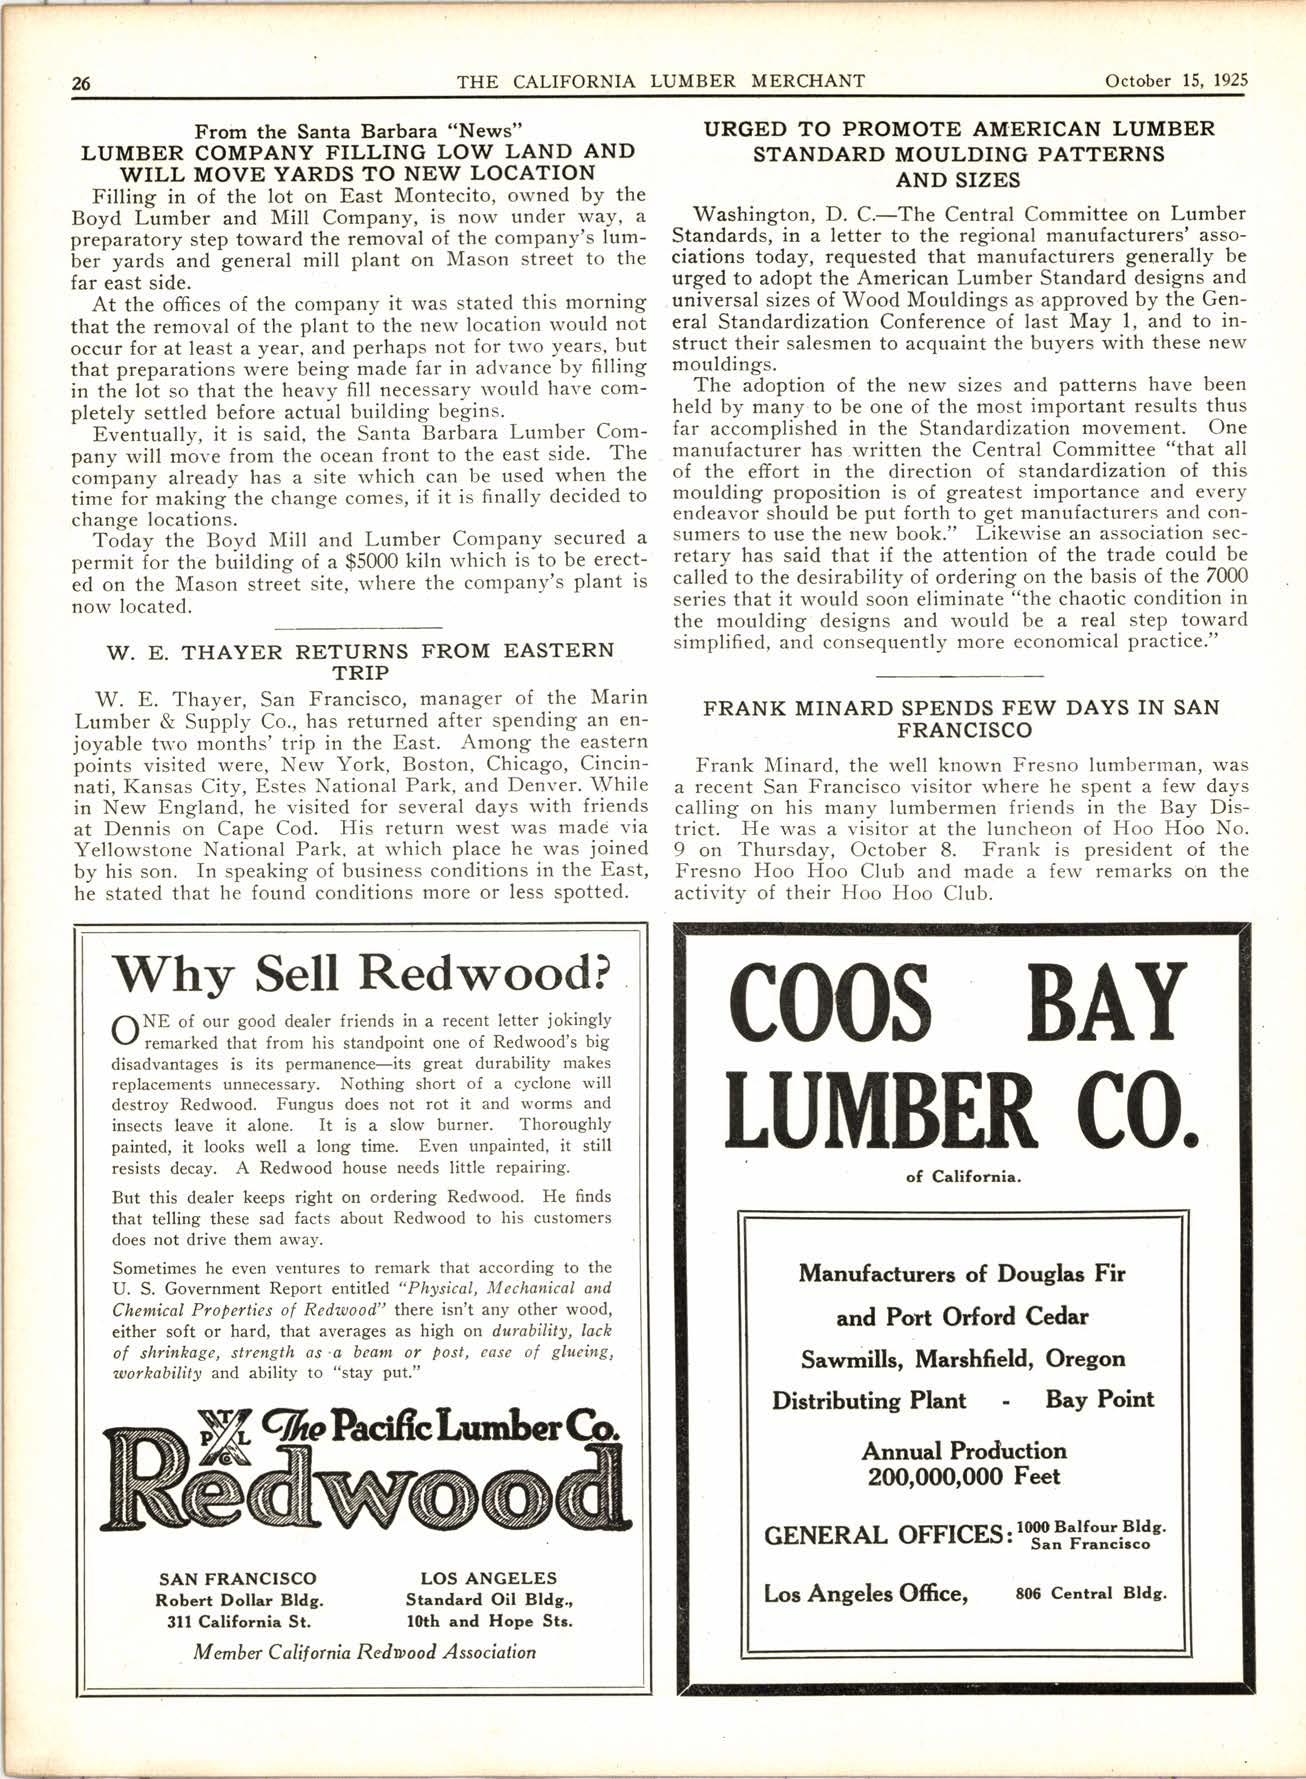 26
THE CALIFORNIA LUMBER MERCHANT
October 15, 1925
From the Santa Barbara "News"
LUMBER COMPANY FILLING LOW LAND AND
WILL MOVE YARDS TO NEW LOCATION
Filling in of the lot on East Montecito, owned by the
Boyd Lumber and Mill Company, is now under way, a
preparatory step toward the removal of the company's lum-
ber yards and general mill plant on Mason street to the
far east side.
At the offices of the company it was stated this morning
that the removal of the plant to the new location would not
occur for at least a year, and perhaps not for two years, but
that preparations were being made far in advance by filling
in the lot so that the heavy fill necessary would have com-
pletely settled before actual building begins.
Eventually, it is said, the Santa Barbara Lumber Com-
pany will move from the ocean front to the east side. The
company already has a site which can be used when the
time for making the change comes, if it is finally decided to
change locations.
Today the Boyd Mill and Lumber Company secured a
permit for the building of a $5000 kiln which is to be erect-
ed on the Mason street site, where the company's plant is
now located.
W. E. THAYER RETURNS FROM EASTERN
TRIP
W. E. Thayer, San Francisco, manager of the Marin
Lumber & Supply Co., has returned after spending an en-
joyable two months' trip in the East. Among the eastern
points visited were, New York, Boston, Chicago, Cincin-
nati, Kansas City, Estes National Park, and Denver. While
in New England, he visited for several days with friends
at Dennis on Cape Cod. His return west was made via
Yellowstone National Park, at which place he was joined
by his son. In speaking of business conditions in the East,
he stated that he found conditions more or less spotted.
URGED TO PROMOTE AMERICAN LUMBER
STANDARD MOULDING PATTERNS
AND SIZES
Washington, D. C.—The Central Committee on Lumber
Standards, in a letter to the regional manufacturers' asso-
ciations today, requested that manufacturers generally be
urged to adopt the American Lumber Standard designs and
universal sizes of Wood Mouldings as approved by the Gen-
eral Standardization Conference of last May 1, and to in-
struct their salesmen to acquaint the buyers with these new
mouldings.
The adoption of the new sizes and patterns have been
held by many to be one of the most important results thus
far accomplished in the Standardization movement. One
manufacturer has written the Central Committee "that all
of the effort in the direction of standardization of this
moulding proposition is of greatest importance and every
endeavor should be put forth to get manufacturers and con-
sumers to use the new book." Likewise an association sec-
retary has said that if the attention of the trade could be
called to the desirability of ordering on the basis of the 7000
series that it would soon eliminate "the chaotic condition in
the moulding designs and would be a real step toward
simplified, and consequently more economical practice."
FRANK MINARD SPENDS FEW DAYS IN SAN
FRANCISCO
Frank Minard, the well known Fresno lumberman, was
a recent San Francisco visitor where he spent a few days
calling on his many lumbermen friends in the Bay Dis-
trict. He was a visitor at the luncheon of Hoo Hoo No.
9 on Thursday, October 8. Frank is president of the
Fresno Hoo Hoo Club and made a few remarks on the
activity of their Hoo Hoo Club.
Why Sell Redwood?
ONE of our good dealer friends in a recent letter jokingly
remarked that from his standpoint one of Redwood's big
disadvantages is its permanence—its great durability makes
replacements unnecessary. Nothing short of a cyclone will
destroy Redwood. Fungus does not rot it and worms and
insects leave it alone. It is a slow burner. Thoroughly
painted, it looks well a long time. Even unpainted, it still
resists decay. A Redwood house needs little repairing.
But this dealer keeps right on ordering Redwood. He finds
that telling these sad facts about Redwood to his customers
does not drive them away.
Sometimes he even ventures to remark that according to the
U. S. Government Report entitled "Physical, Mechanical and
Chemical Properties of Redwood" there isn't any other wood,
either soft or hard, that averages as high on durability, lack
of shrinkage, strength as a beam or post, ease of glueing,
workability and ability to "stay put."
T P L Co
The Pacific Lumber Co.
Redwood
SAN FRANCISCO
Robert Dollar Bldg.
311 California St.
LOS ANGELES
Standard Oil Bldg.,
10th and Hope Sts.
Member California Redwood Association
COOS BAY
LUMBER CO.
of California.
Manufacturers of Douglas Fir
and Port Orford Cedar
Sawmills, Marshfield, Oregon
Distributing Plant - Bay Point
Annual Production
200,000,000 Feet
GENERAL OFFICES: 1000 Balfour Bldg.
San Francisco
Los Angeles Office, 806 Central Bldg.